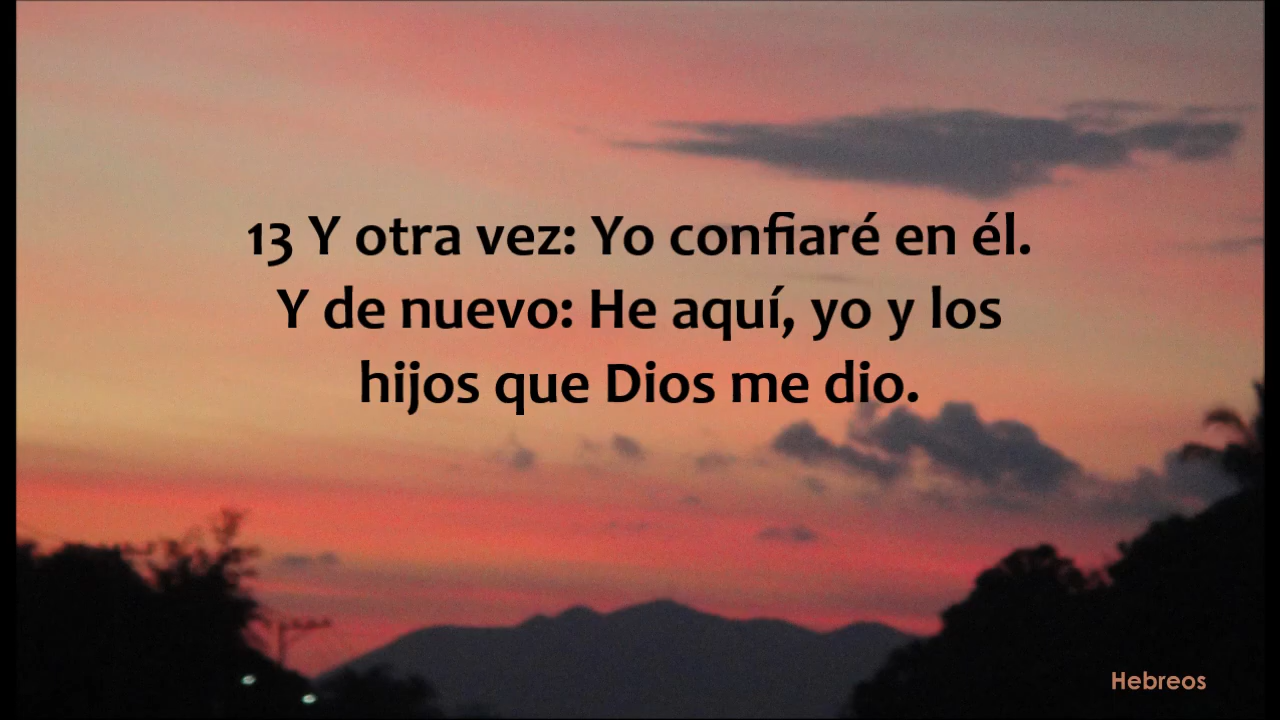 13 Y otra vez: Yo confiaré en él.
Y de nuevo: He aquí, yo y los
hijos que Dios me dio.
Hebreos